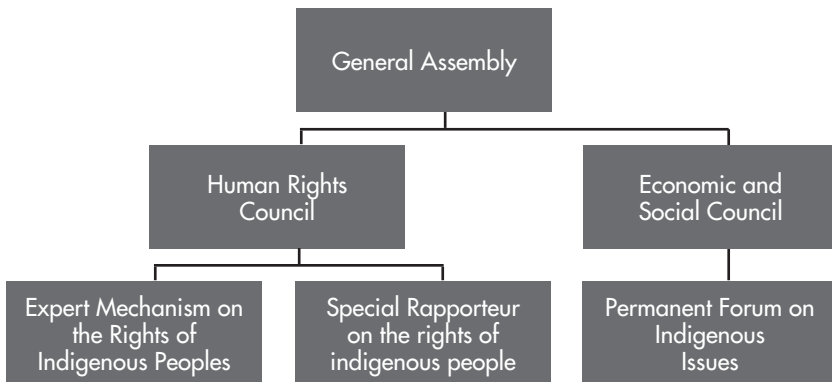 General Assembly
Human Rights
Council
Economic and
Social Council
Expert Mechanism on
the Rights of
Indigenous Peoples
Special Rapporteur
on the rights of
indigenous people
Permanent Forum on
Indigenous
Issues